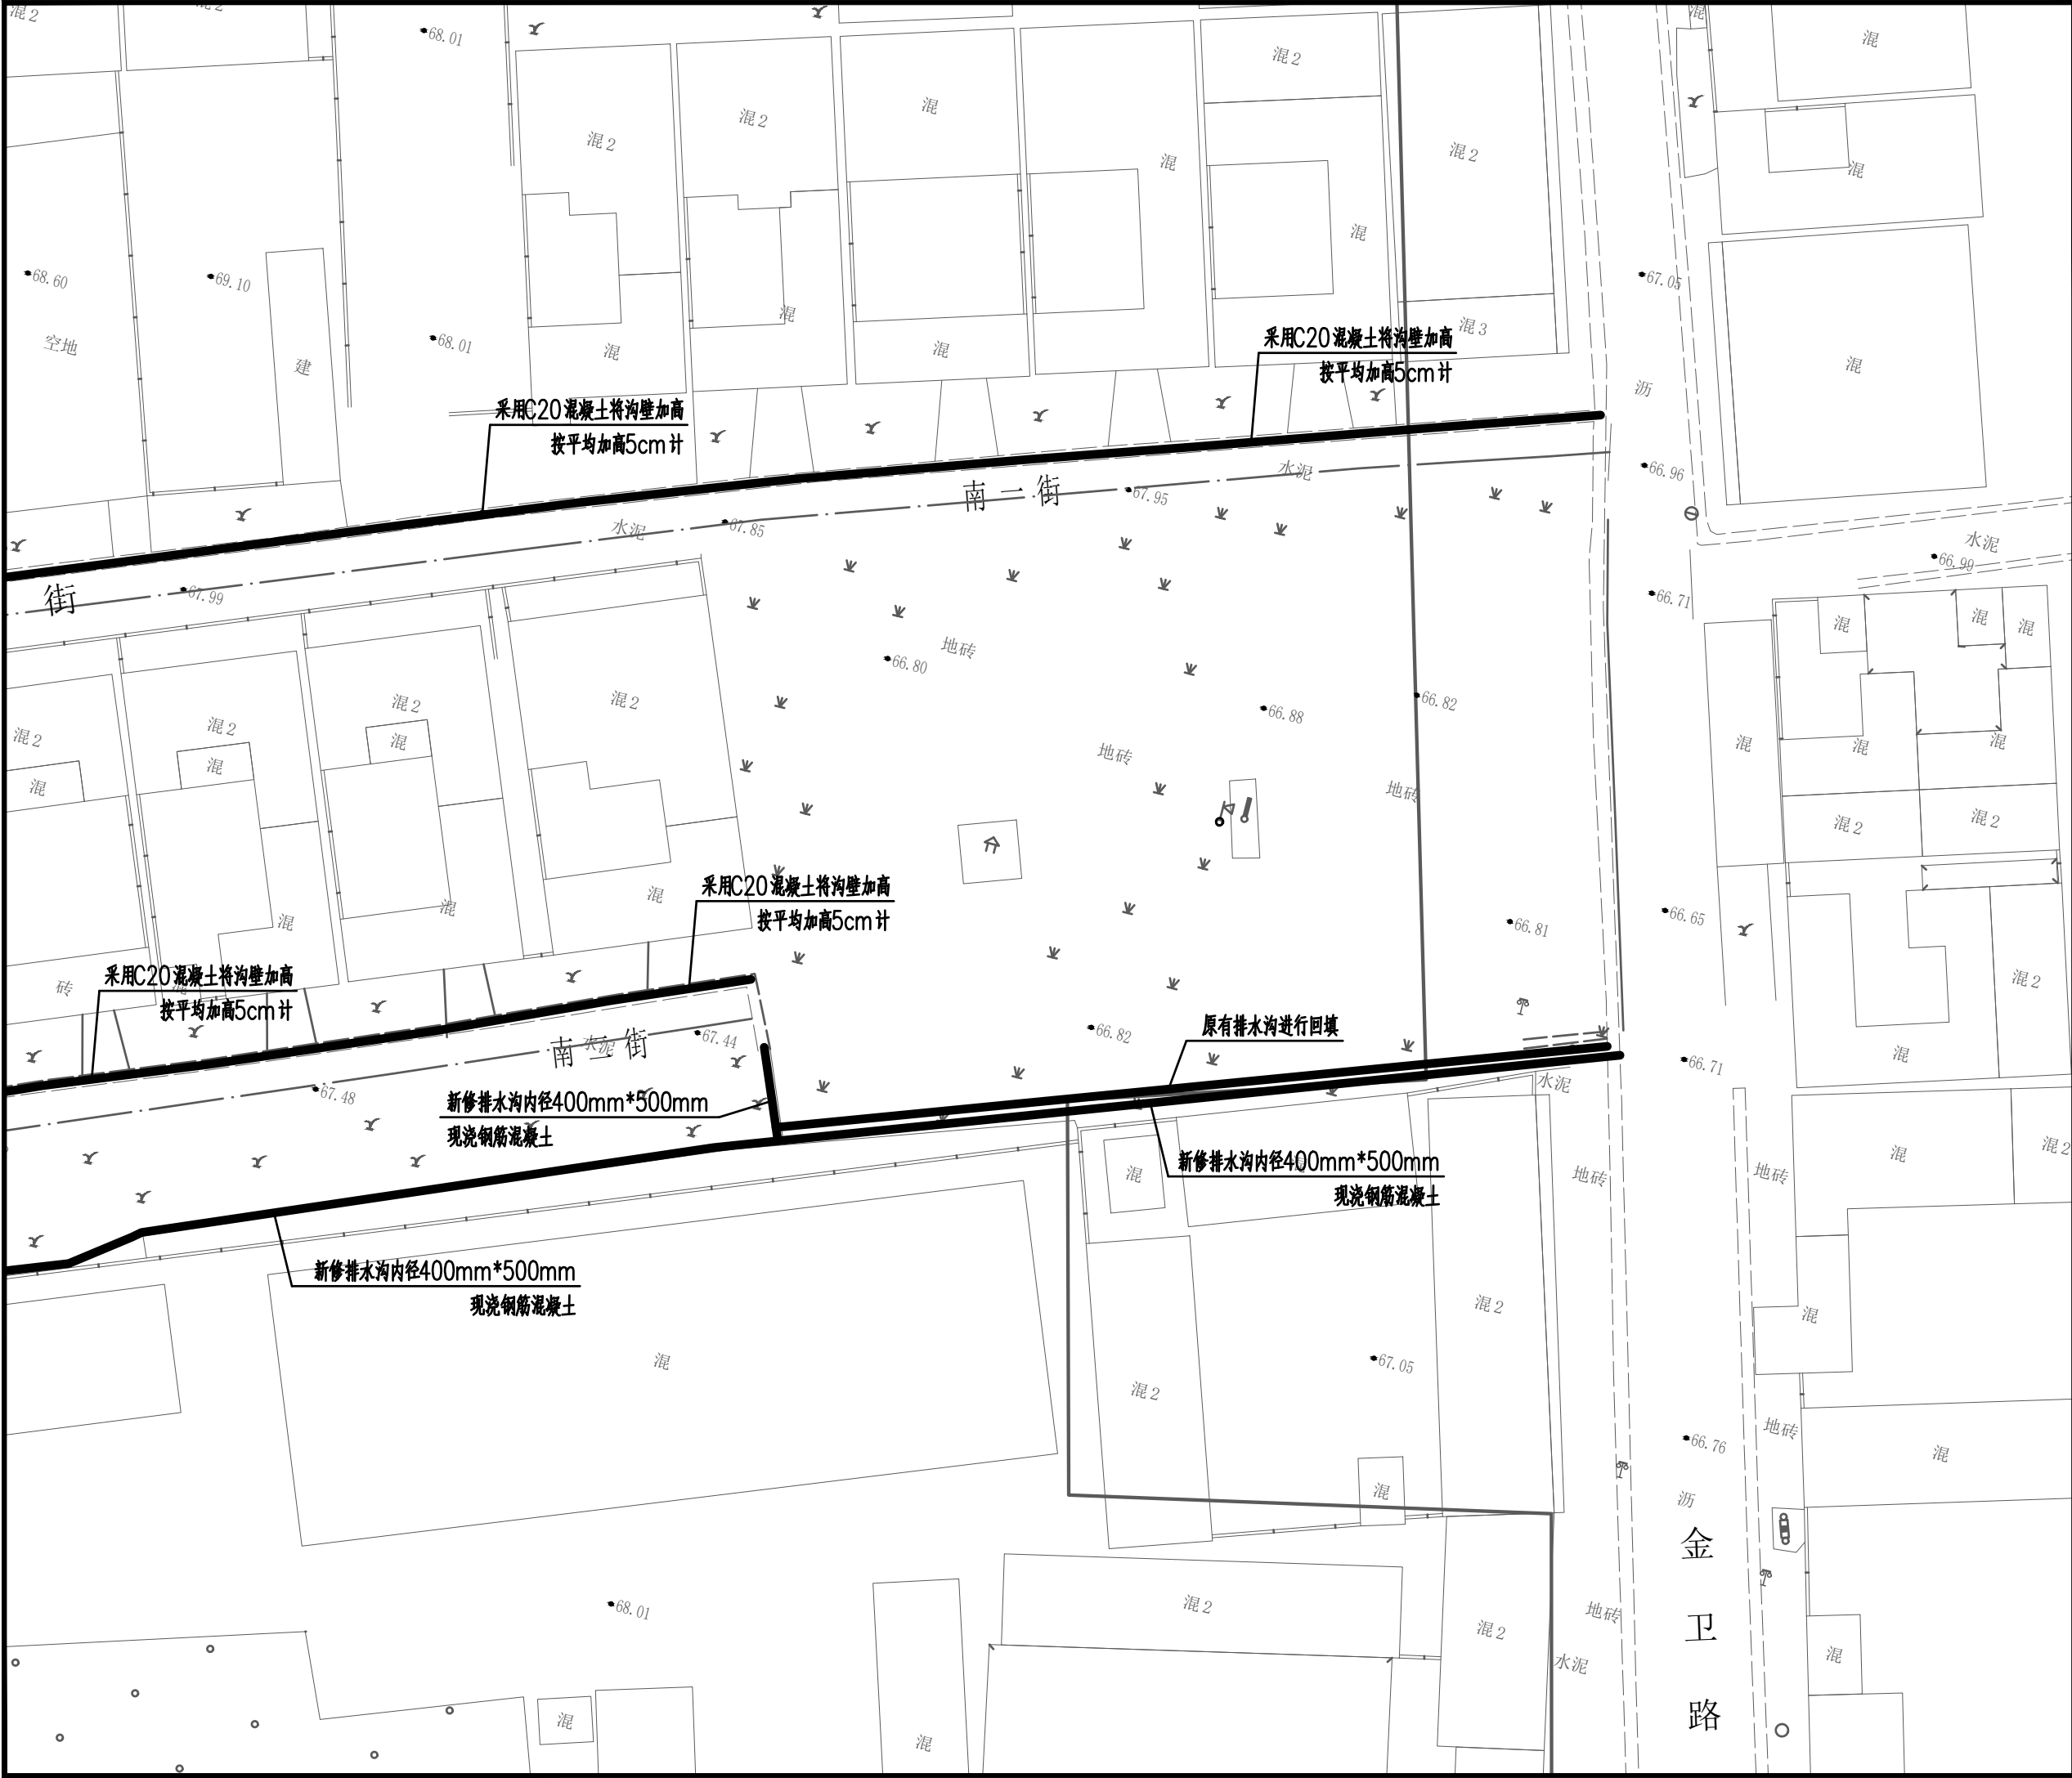 混2
混2
68.01
混2
混
混
混2
混2
混
混
混2
混
混
68.60
69.10
68.01
空地
建
混
混
混
混
混3
67.05
混
沥
采用C20混凝土将沟壁加高
按平均加高5cm计
采用C20混凝土将沟壁加高
按平均加高5cm计
水泥
南一街
67.95
水泥
67.85
66.96
水泥
66.99
街
67.99
66.71
地砖
66.80
混
混
混
混2
混2
混2
混2
混
混
混
66.88
66.82
地砖
地砖
混
混
混
混2
混2
采用C20混凝土将沟壁加高
按平均加高5cm计
混
混
混
66.81
66.65
混2
采用C20混凝土将沟壁加高
按平均加高5cm计
砖
混
南二街
水泥
67.44
66.82
原有排水沟进行回填
67.48
66.71
混
水泥
新修排水沟内径400mm*500mm
现浇钢筋混凝土
新修排水沟内径400mm*500mm
现浇钢筋混凝土
混
混
地砖
地砖
混
混2
新修排水沟内径400mm*500mm
现浇钢筋混凝土
混
混2
混2
67.05
混
地砖
66.76
混
混
沥
金
卫
路
68.01
混2
混2
地砖
水泥
混
混
混